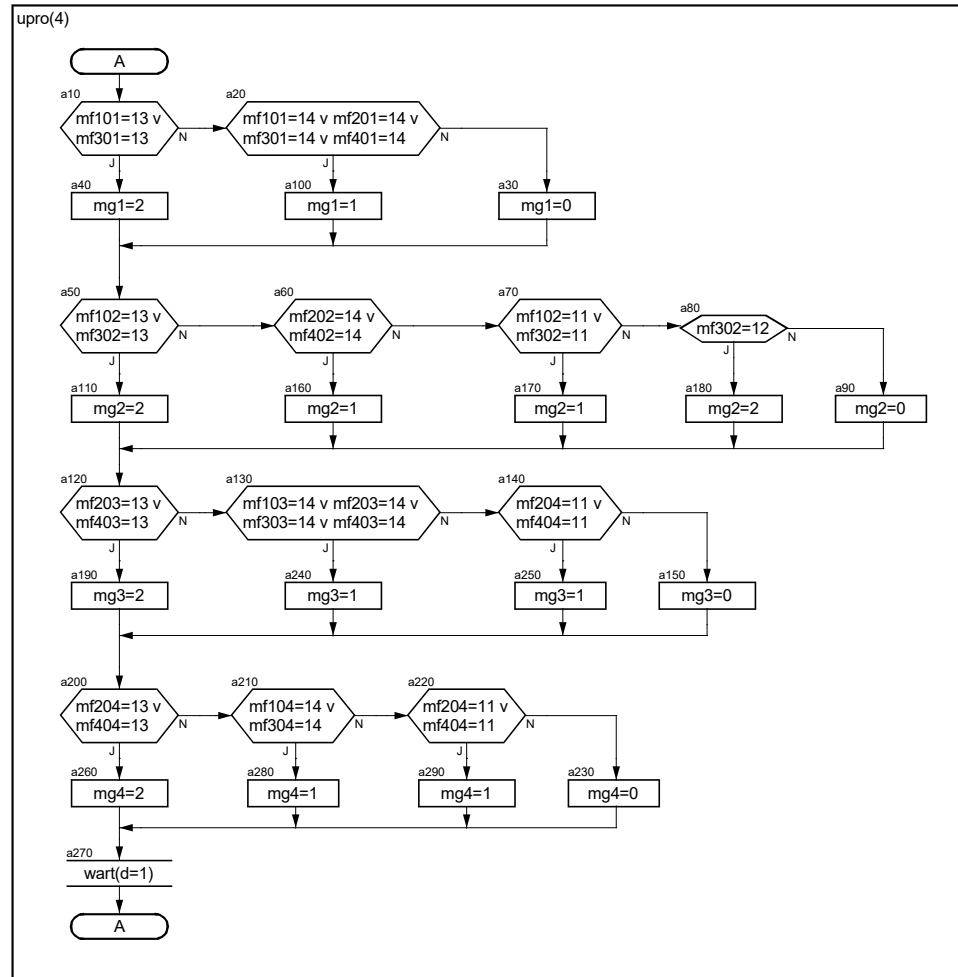 upro(4)
A
a10
mf101=13 v
mf301=13
N
J
a20
mf101=14 v mf201=14 v
mf301=14 v mf401=14
N
J
a40
mg1=2
a100
mg1=1
a30
mg1=0
a50
mf102=13 v
mf302=13
N
J
a60
mf202=14 v
mf402=14
N
J
a70
mf102=11 v
mf302=11
N
J
a80
mf302=12
N
J
a110
mg2=2
a160
mg2=1
a170
mg2=1
a180
mg2=2
a90
mg2=0
a120
mf203=13 v
mf403=13
N
J
a130
mf103=14 v mf203=14 v
mf303=14 v mf403=14
N
J
a140
mf204=11 v
mf404=11
N
J
a190
mg3=2
a240
mg3=1
a250
mg3=1
a150
mg3=0
a200
mf204=13 v
mf404=13
N
J
a210
mf104=14 v
mf304=14
N
J
a220
mf204=11 v
mf404=11
N
J
a260
mg4=2
a280
mg4=1
a290
mg4=1
a230
mg4=0
a270
wart(d=1)
A